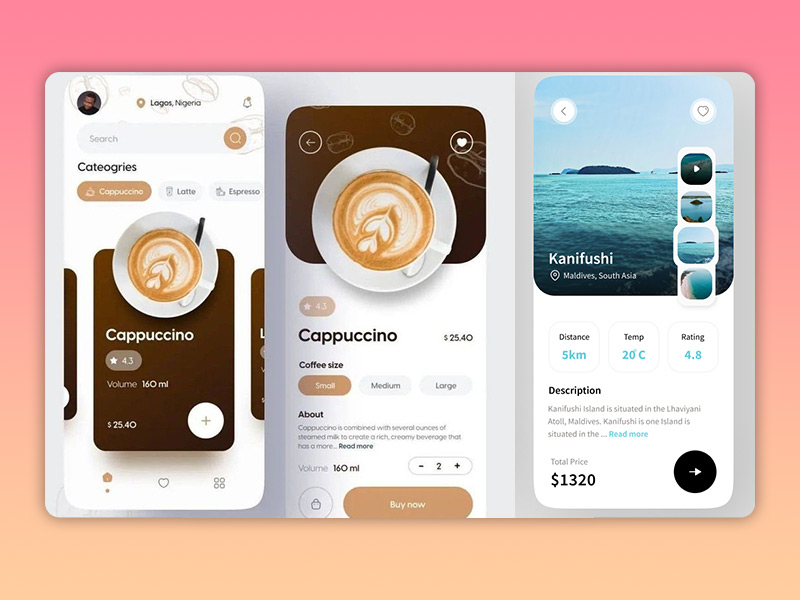 Lagos, Nigeria
Search
Cateogries
Cappuccino
Latte
Espresso
Cappuccino
4.3
Volume 160 ml
$ 25.40
L
$
+
4.3
Cappuccino
$ 25.40
Coffee size
Small
Medium
Large
About
Cappuccino is combined with several ounces of
steamed milk to create a rich, creamy beverage that
has a more... Read more
Volume 160 ml
- 2 +
Buy now
Kanifushi
Maldives, South Asia
Distance
5km
Temp
20°C
Rating
4.8
Description
Kanifushi Island is situated in the Lhaviyani
Atoll, Maldives. Kanifushi is one Island is
situated in the ... Read more
Total Price
$1320